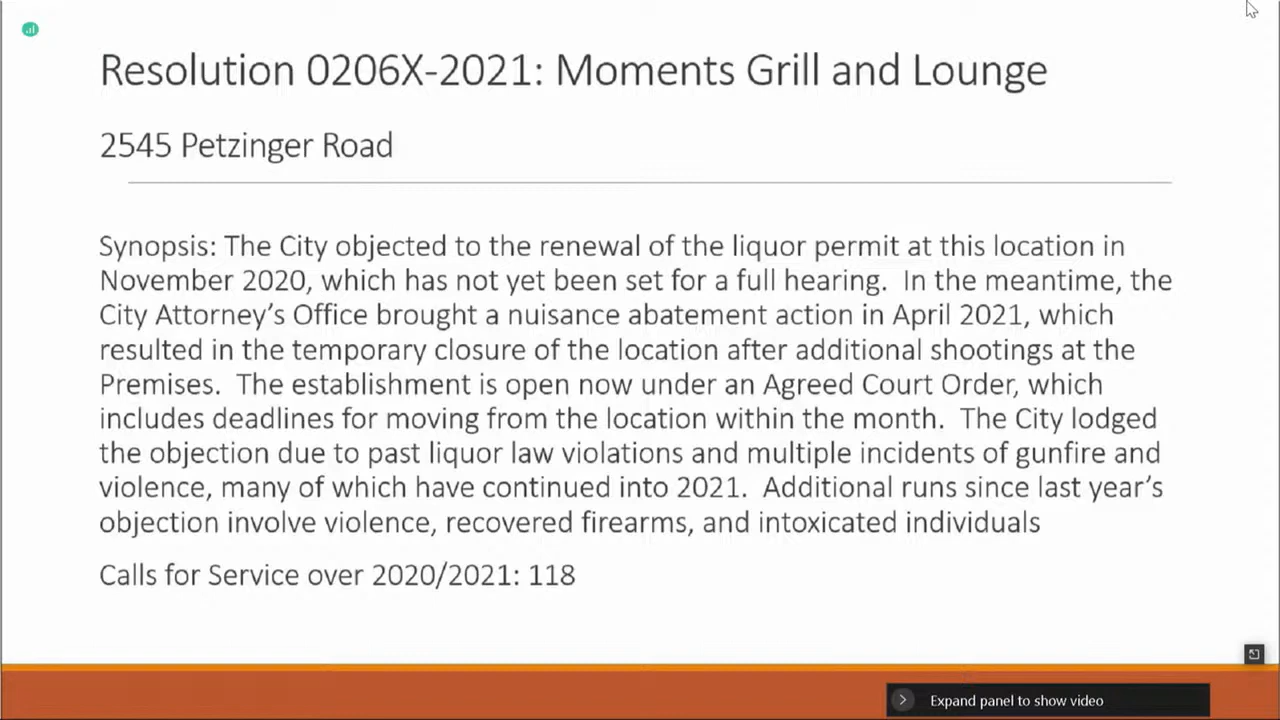 Resolution 0206X-2021: Moments Grill and Lounge
2545 Petzinger Road
Synopsis: The City objected to the renewal of the liquor permit at this location in
November 2020, which has not yet been set for a full hearing.  In the meantime, the
City Attorney’s Office brought a nuisance abatement action in April 2021, which
resulted in the temporary closure of the location after additional shootings at the
Premises.  The establishment is open now under an Agreed Court Order, which
includes deadlines for moving from the location within the month.  The City lodged
the objection due to past liquor law violations and multiple incidents of gunfire and
violence, many of which have continued into 2021.  Additional runs since last year’s
objection involve violence, recovered firearms, and intoxicated individuals
Calls for Service over 2020/2021: 118
Expand panel to show video